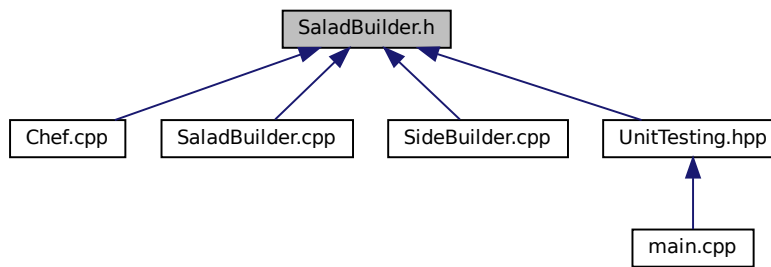 SaladBuilder.h
Chef.cpp
SaladBuilder.cpp
SideBuilder.cpp
UnitTesting.hpp
main.cpp